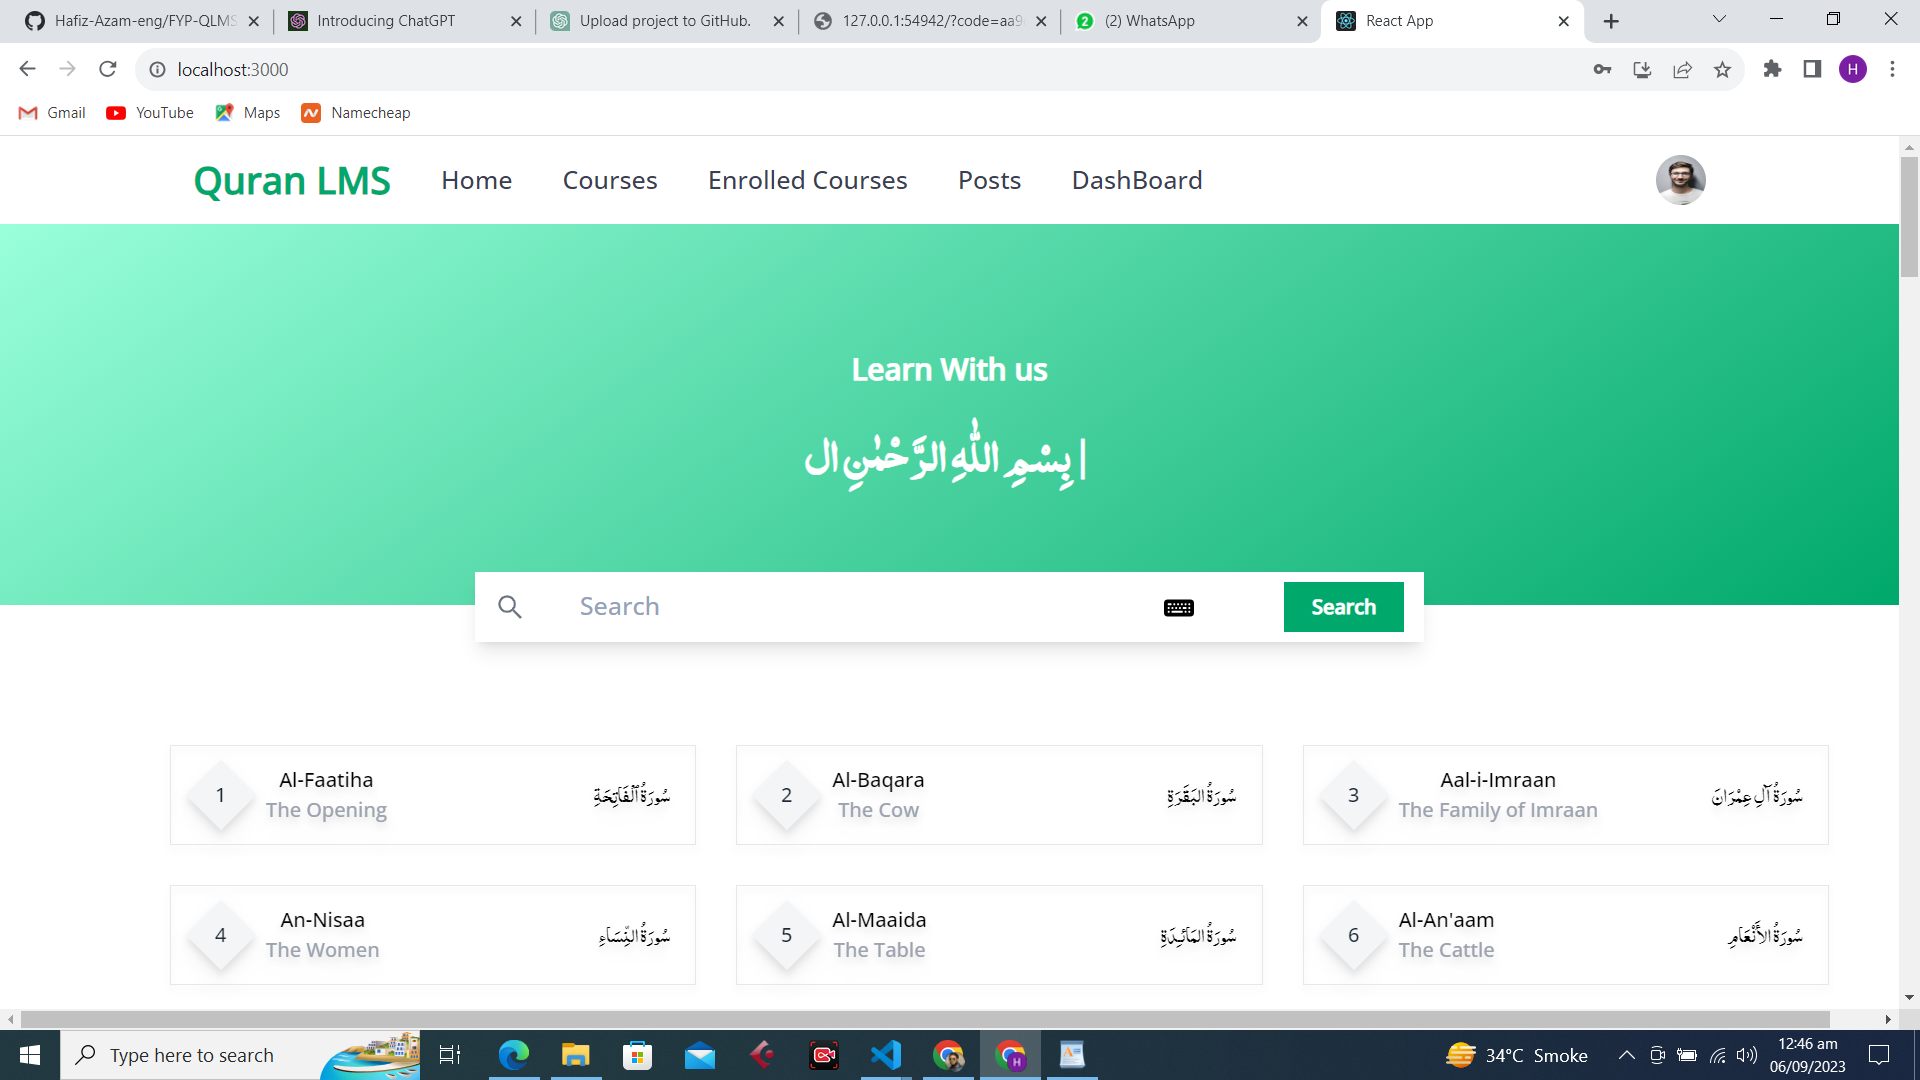 Hafiz-Azam-eng/FYP-QLMS
Introducing ChatGPT
Upload project to GitHub.
127.0.0.1:54942/?code=aa9
(2) WhatsApp
React App
localhost:3000
H
Gmail
YouTube
Maps
Namecheap
Quran LMS
Home
Courses
Enrolled Courses
Posts
DashBoard
Learn With us
بِسْمِ اللّٰهِ الرَّحْمٰنِ ال|
Search
Search
1
Al-Faatiha
The Opening
سُورَةُ ٱلْفَاتِحَةِ
2
Al-Baqara
The Cow
سُورَةُ البَقَرَةِ
3
Aal-i-Imraan
The Family of Imraan
سُورَةُ آلِ عِمْرَانَ
4
An-Nisaa
The Women
سُورَةُ النِّسَاءِ
5
Al-Maaida
The Table
سُورَةُ المَائـِدَةِ
6
Al-An'aam
The Cattle
سُورَةُ الأَنْعَامِ
Type here to search
34°C Smoke
12:46 am
06/09/2023